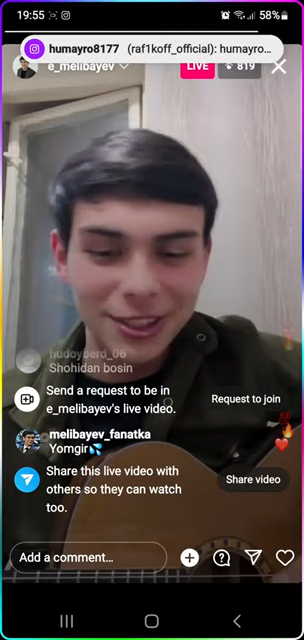 19:55
58%
humayro8177 (raf1koff_official): humayro…
e_melibayev
LIVE
819
hudoyberd_06
Shohidan bosin
Send a request to be in
e_melibayev's live video.
Request to join
melibayev_fanatka
Yomgir💦
Share this live video with
others so they can watch
too.
Share video
Add a comment…